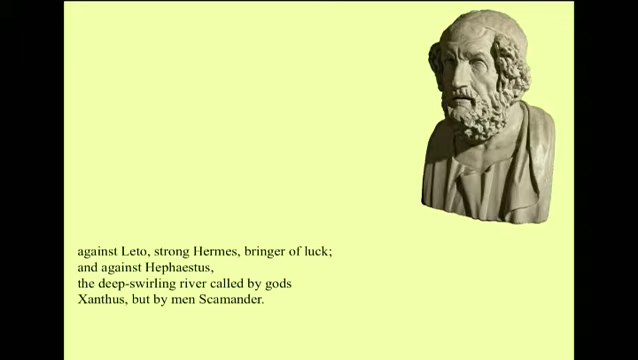 against Leto, strong Hermes, bringer of luck;
and against Hephaestus,
the deep-swirling river called by gods
Xanthus, but by men Scamander.